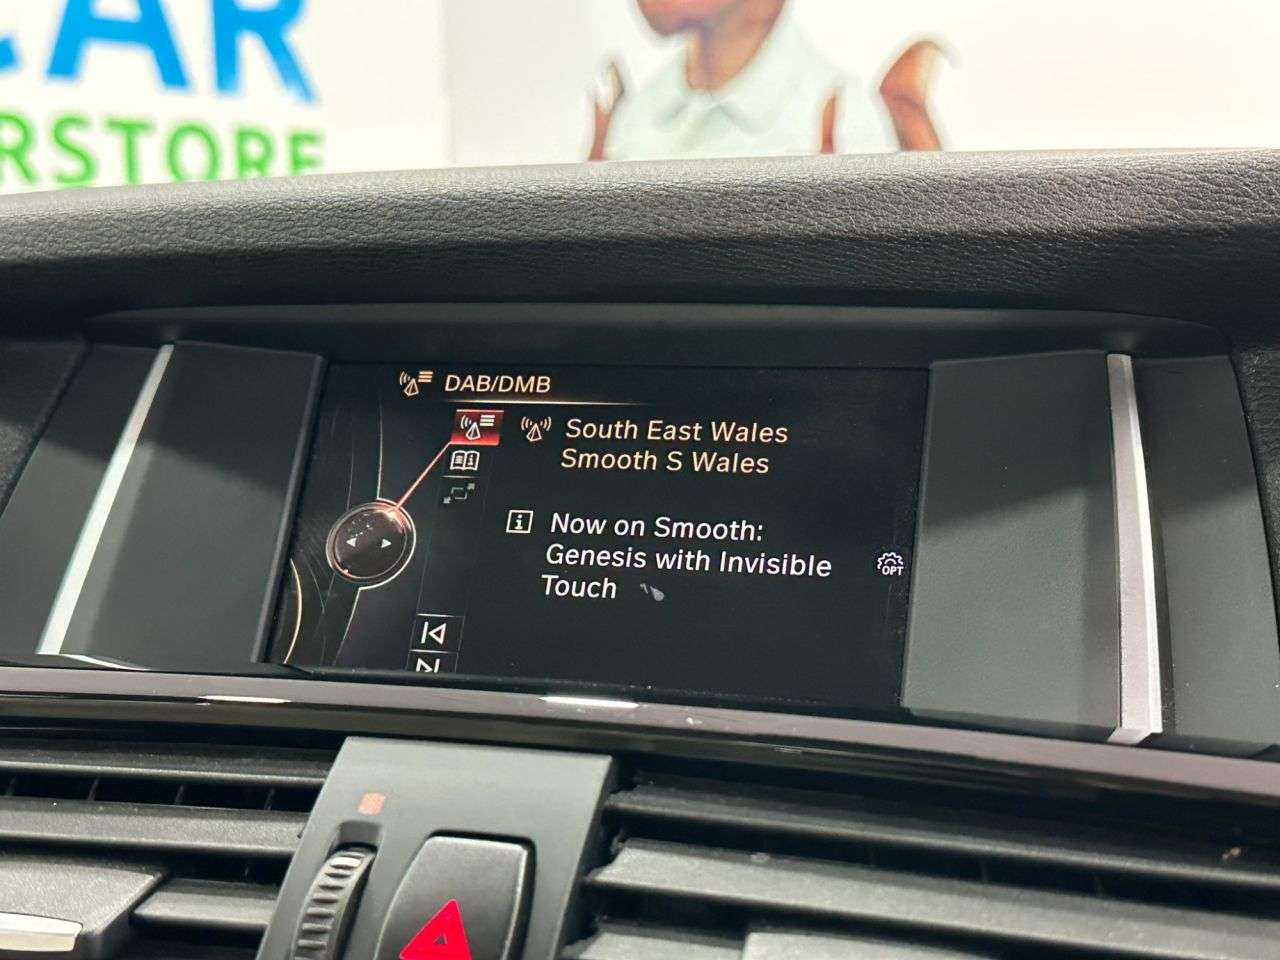 CAR
RSTORE
DAB/DMB
South East Wales
Smooth S Wales
Now on Smooth:
Genesis with Invisible
Touch
OPT